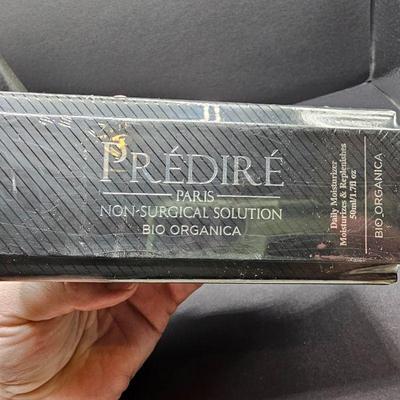 PRÉDIRÉ
PARIS
NON-SURGICAL SOLUTION
BIO ORGANICA
Daily Moisturizer
Moisturizes & Replenishes
50ml/1.7fl oz
BIO ORGANICA